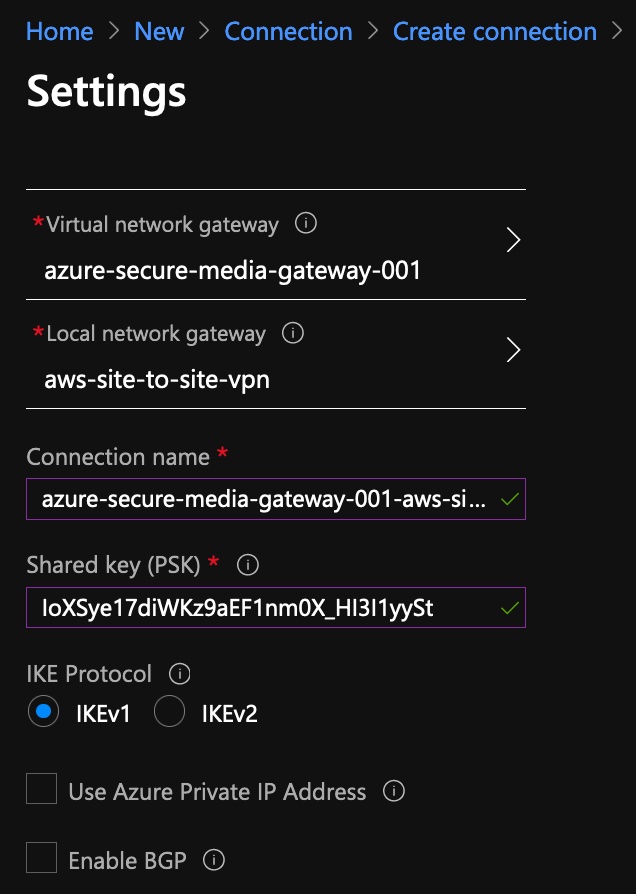 Home > New > Connection > Create connection >
Settings
*Virtual network gateway
azure-secure-media-gateway-001
*Local network gateway
aws-site-to-site-vpn
Connection name *
azure-secure-media-gateway-001-aws-si...
Shared key (PSK) *
IoXSye17diWKz9aEF1nm0X_HI3I1yySt
IKE Protocol
IKEv1 IKEv2
Use Azure Private IP Address
Enable BGP